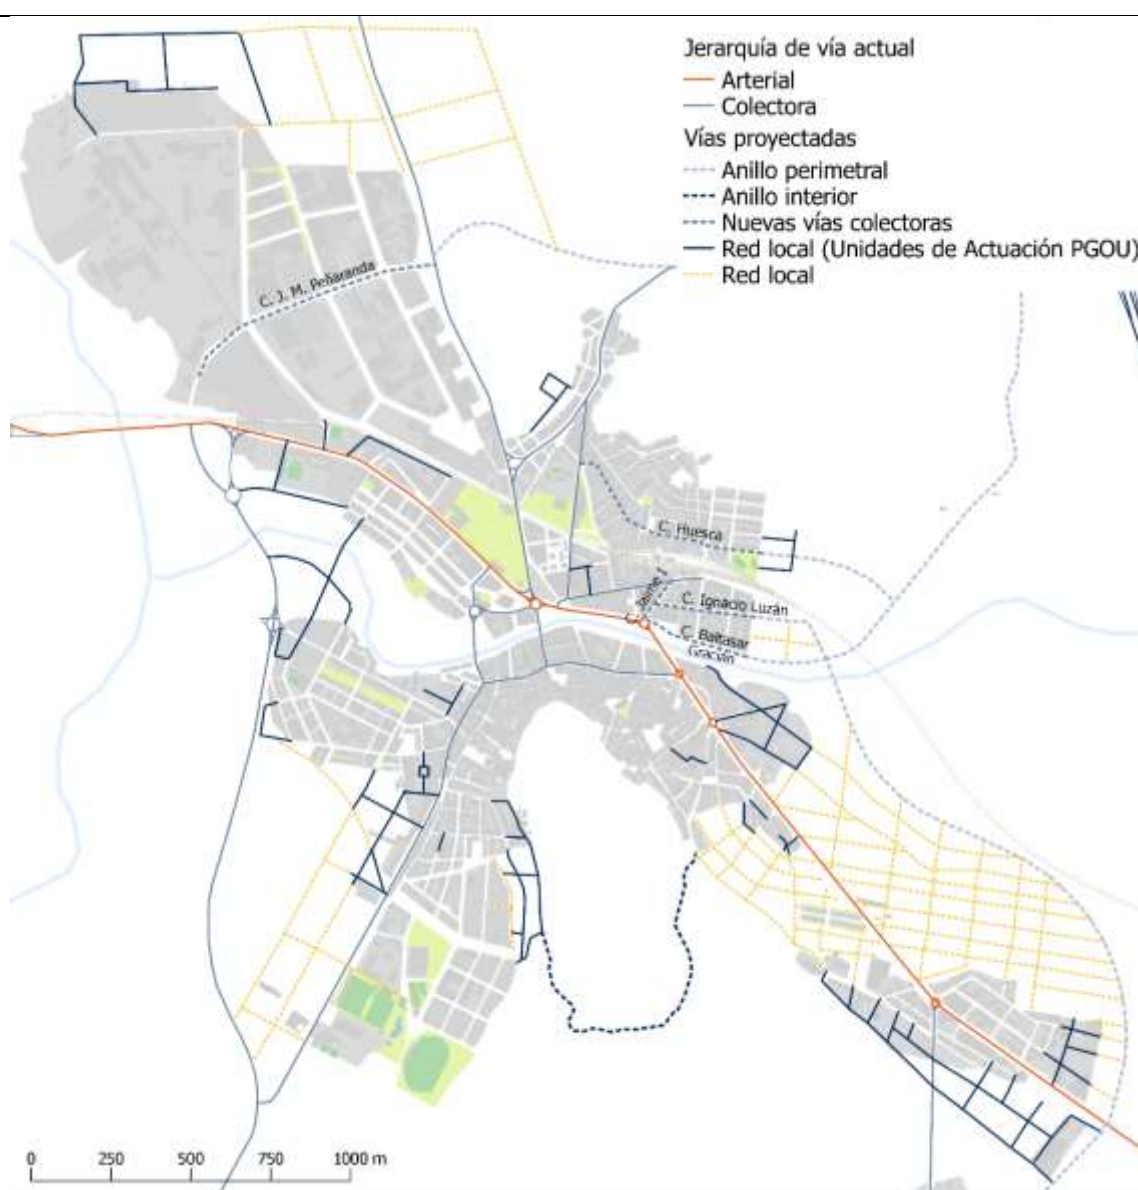 Jerarquía de vía actual
Arterial
Colectora
Vías proyectadas
Anillo perimetral
Anillo interior
Nuevas vías colectoras
Red local (Unidades de Actuación PGOU)
Red local
C. J. M. Peñaranda
C. Huesca
C. Jaime I
C. Ignacio Luzán
C. Baltasar
Gracián
0 250 500 750 1000 m